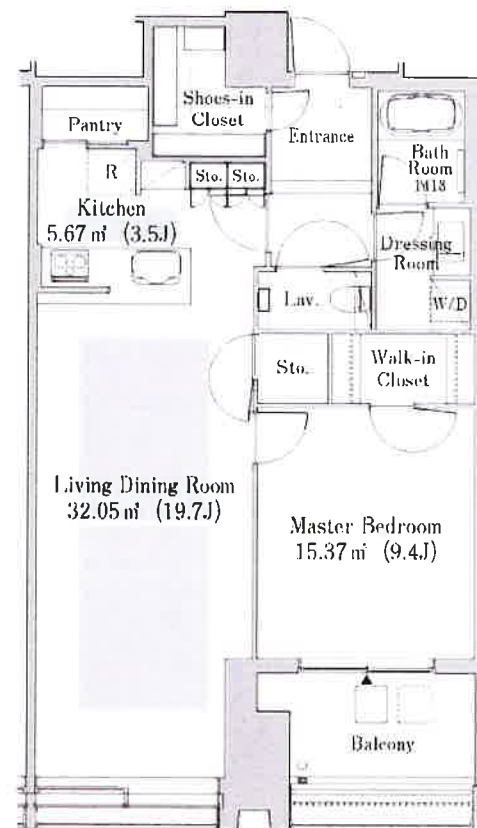 Shoes-in
Closet
Pantry
Entrance
Bath
Room
1418
R
Sto.
Sto.
Kitchen
5.67㎡ (3.5J)
Dressing
Room
Lav.
W/D
Sto.
Walk-in
Closet
Living Dining Room
32.05㎡ (19.7J)
Master Bedroom
15.37㎡ (9.4J)
Balcony